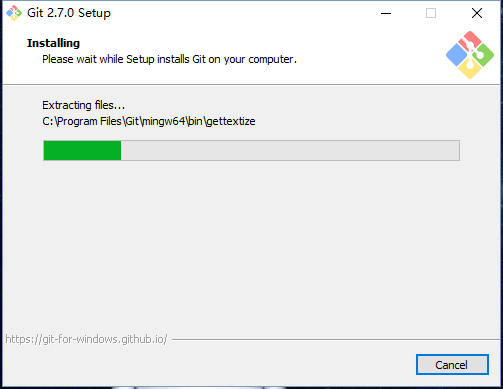 Git 2.7.0 Setup
Installing
Please wait while Setup installs Git on your computer.
Extracting files...
C:\Program Files\Git\mingw64\bin\gettextize
https://git-for-windows.github.io/
Cancel